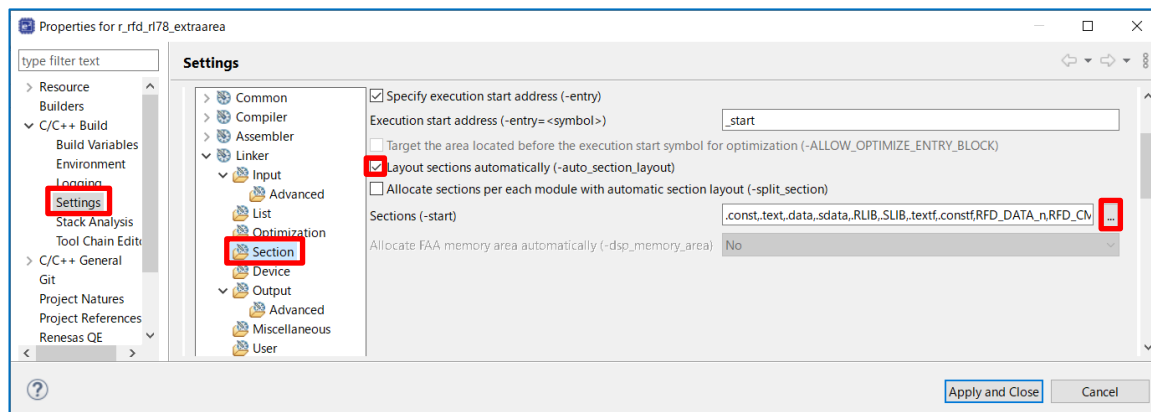 Properties for r_rfd_rl78_extraarea
type filter text
Resource
Builders
C/C++ Build
Build Variables
Environment
Logging
Settings
Stack Analysis
Tool Chain Edito
C/C++ General
Git
Project Natures
Project References
Renesas QE
Settings
Common
Compiler
Assembler
Linker
Input
Advanced
List
Optimization
Section
Device
Output
Advanced
Miscellaneous
User
Specify execution start address (-entry)
Execution start address (-entry=<symbol>) _start
Target the area located before the execution start symbol for optimization (-ALLOW_OPTIMIZE_ENTRY_BLOCK)
Layout sections automatically (-auto_section_layout)
Allocate sections per each module with automatic section layout (-split_section)
Sections (-start) .const,.text,.data,.sdata,.RLIB,.SLIB,.textf,.constf,RFD_DATA_n,RFD_CM ...
Allocate FAA memory area automatically (-dsp_memory_area) No
? Apply and Close Cancel